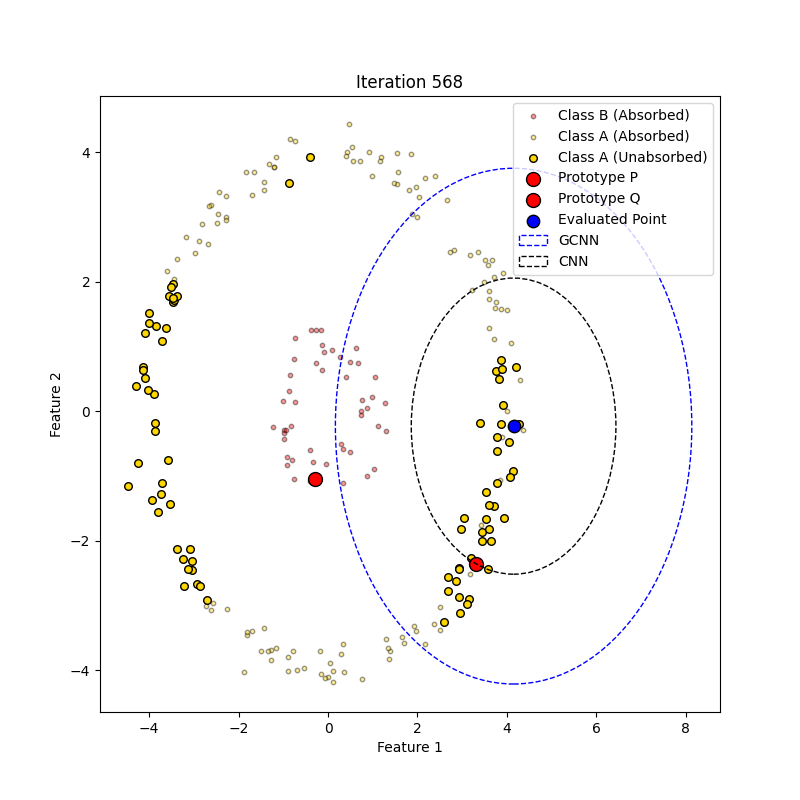 Iteration 568
Class B (Absorbed)
Class A (Absorbed)
Class A (Unabsorbed)
Prototype P
Prototype Q
Evaluated Point
GCNN
CNN
Feature 2
4
2
0
−2
−4
−4
−2
0
2
4
6
8
Feature 1